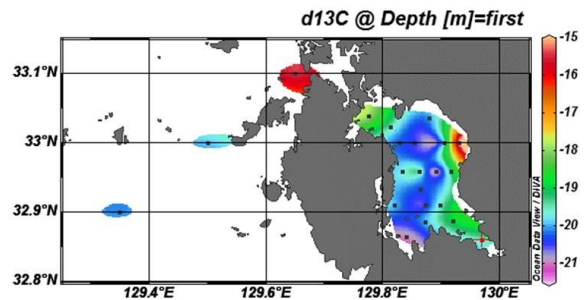 d13C @ Depth [m]=first
33.1°N
33°N
32.9°N
32.8°N
129.4°E
129.6°E
129.8°E
130°E
-15
-16
-17
-18
-19
-20
-21
Ocean Data View / DIVA